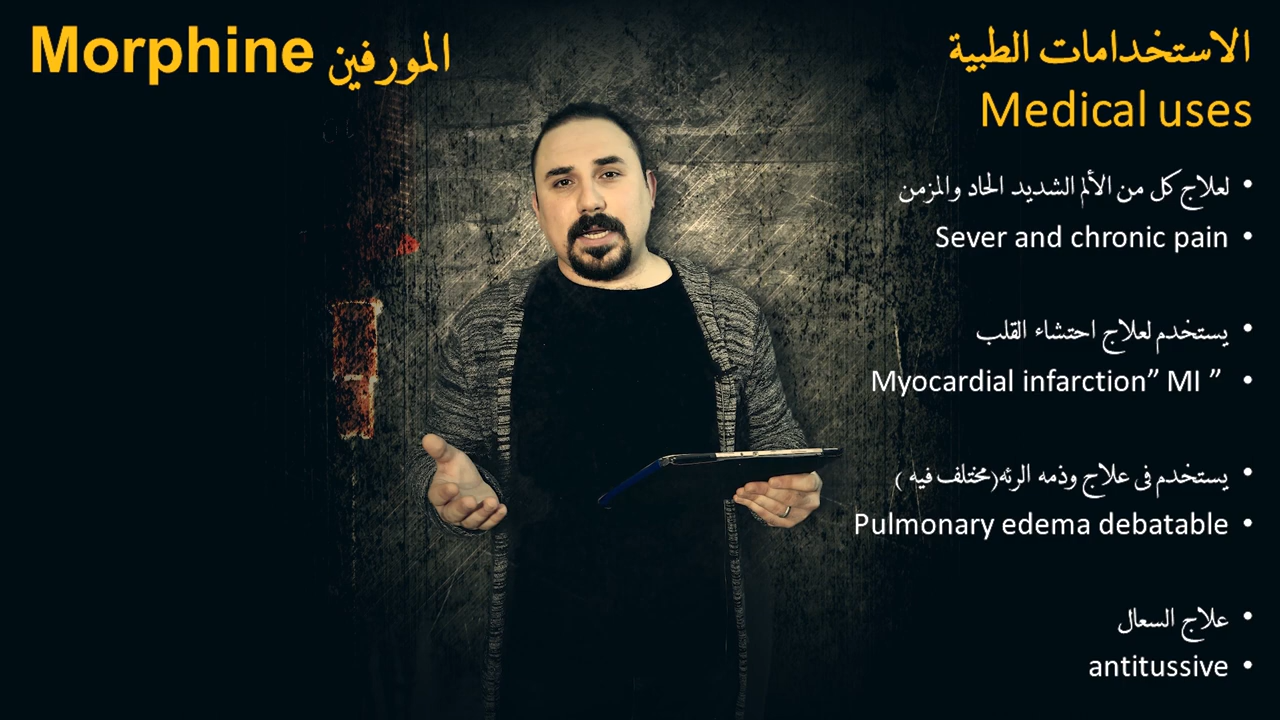 Morphine المورفين
الاستخدامات الطبية
Medical uses
• لعلاج كل من الألم الشديد الحاد والمزمن
• Sever and chronic pain
• يستخدم لعلاج احتشاء القلب
• Myocardial infarction” MI ”
• يستخدم فى علاج وذمه الرئه(مختلف فيه )
• Pulmonary edema debatable
• علاج السعال
• antitussive